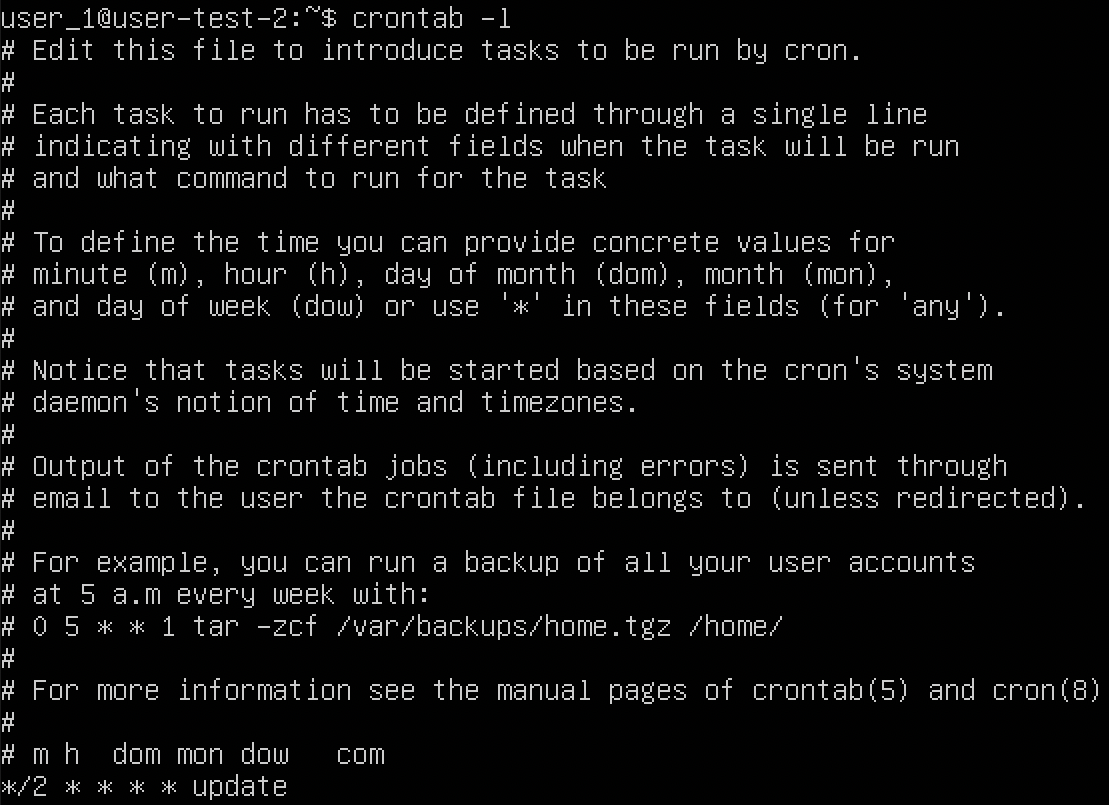 user_1@user-test-2:~$ crontab -l
# Edit this file to introduce tasks to be run by cron.
#
# Each task to run has to be defined through a single line
# indicating with different fields when the task will be run
# and what command to run for the task
#
# To define the time you can provide concrete values for
# minute (m), hour (h), day of month (dom), month (mon),
# and day of week (dow) or use '*' in these fields (for 'any').
#
# Notice that tasks will be started based on the cron's system
# daemon's notion of time and timezones.
#
# Output of the crontab jobs (including errors) is sent through
# email to the user the crontab file belongs to (unless redirected).
#
# For example, you can run a backup of all your user accounts
# at 5 a.m every week with:
# 0 5 * * 1 tar -zcf /var/backups/home.tgz /home/
#
# For more information see the manual pages of crontab(5) and cron(8)
#
# m h  dom mon dow   com
*/2 * * * * update